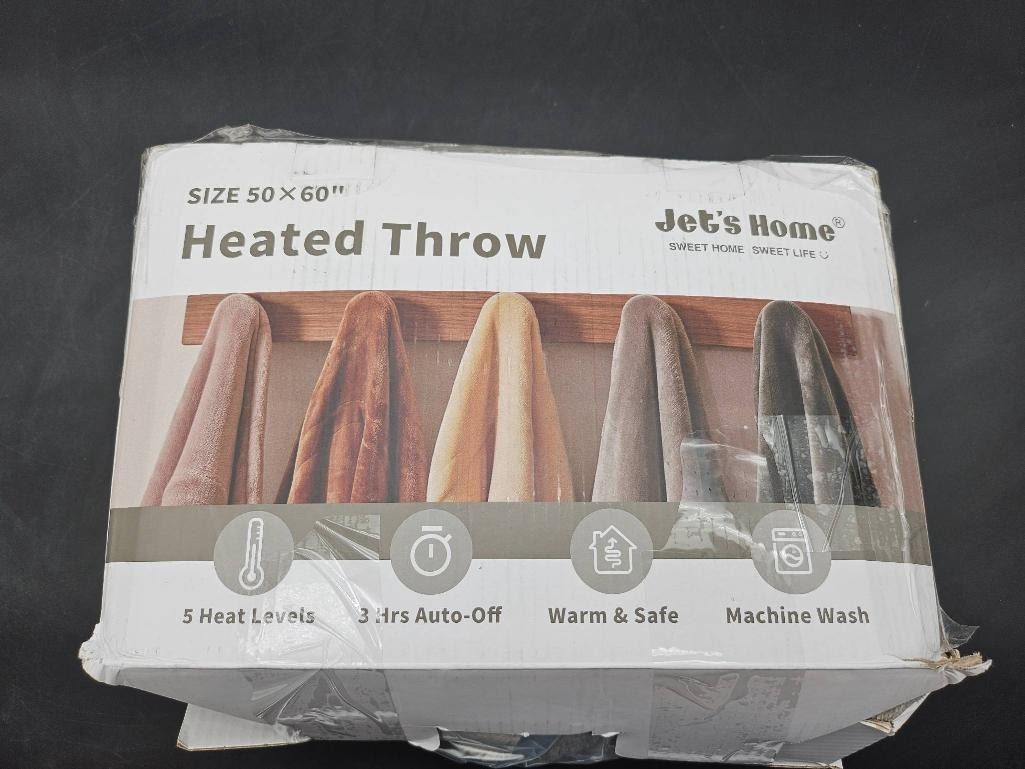 SIZE 50×60"
Heated Throw
Jet's Home®
SWEET HOME SWEET LIFE
5 Heat Levels
3 Hrs Auto-Off
Warm & Safe
Machine Wash